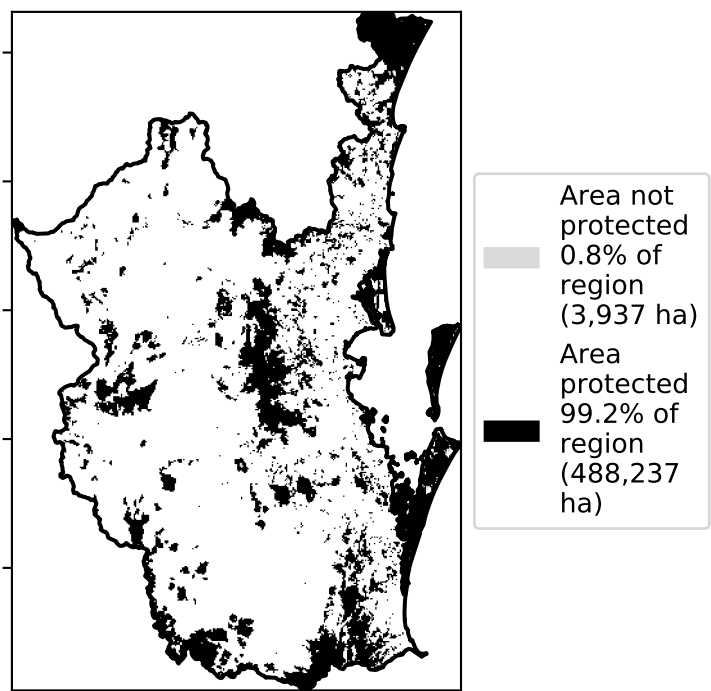 Area not
protected
0.8% of
region
(3,937 ha)
Area
protected
99.2% of
region
(488,237
ha)